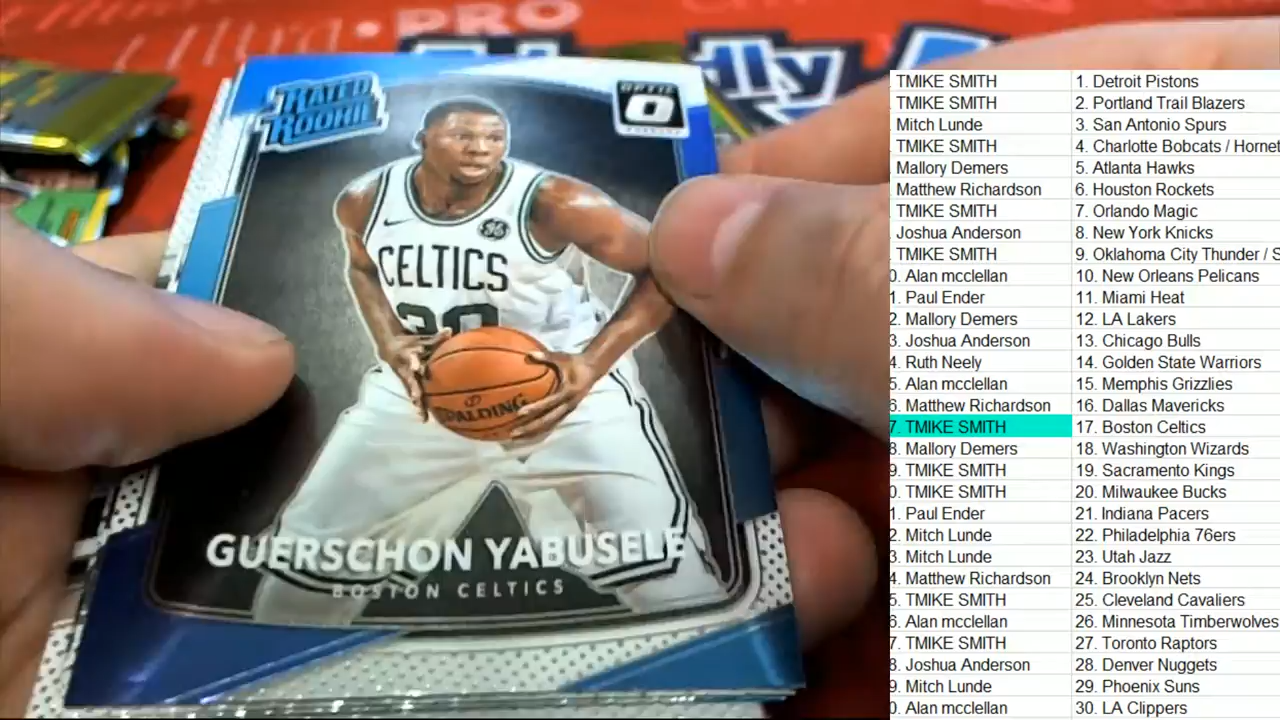 Ultra•PRO
RATED
ROOKIE
OPTIC
CELTICS
30
SPALDING
GUERSCHON YABUSELE
BOSTON CELTICS
. TMIKE SMITH 1. Detroit Pistons
. TMIKE SMITH 2. Portland Trail Blazers
. Mitch Lunde 3. San Antonio Spurs
. TMIKE SMITH 4. Charlotte Bobcats / Hornet
. Mallory Demers 5. Atlanta Hawks
. Matthew Richardson 6. Houston Rockets
. TMIKE SMITH 7. Orlando Magic
. Joshua Anderson 8. New York Knicks
. TMIKE SMITH 9. Oklahoma City Thunder / S
0. Alan mcclellan 10. New Orleans Pelicans
1. Paul Ender 11. Miami Heat
2. Mallory Demers 12. LA Lakers
3. Joshua Anderson 13. Chicago Bulls
4. Ruth Neely 14. Golden State Warriors
5. Alan mcclellan 15. Memphis Grizzlies
6. Matthew Richardson 16. Dallas Mavericks
7. TMIKE SMITH 17. Boston Celtics
8. Mallory Demers 18. Washington Wizards
9. TMIKE SMITH 19. Sacramento Kings
0. TMIKE SMITH 20. Milwaukee Bucks
1. Paul Ender 21. Indiana Pacers
2. Mitch Lunde 22. Philadelphia 76ers
3. Mitch Lunde 23. Utah Jazz
4. Matthew Richardson 24. Brooklyn Nets
5. TMIKE SMITH 25. Cleveland Cavaliers
6. Alan mcclellan 26. Minnesota Timberwolves
7. TMIKE SMITH 27. Toronto Raptors
8. Joshua Anderson 28. Denver Nuggets
9. Mitch Lunde 29. Phoenix Suns
0. Alan mcclellan 30. LA Clippers